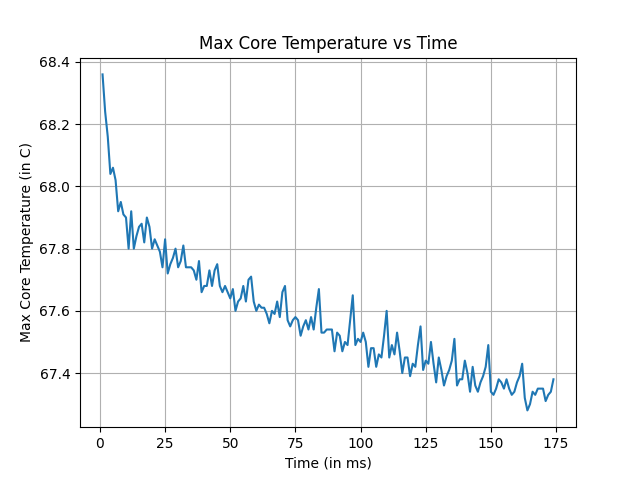 Max Core Temperature vs Time
68.4
68.2
68.0
67.8
67.6
67.4
Max Core Temperature (in C)
0 25 50 75 100 125 150 175
Time (in ms)